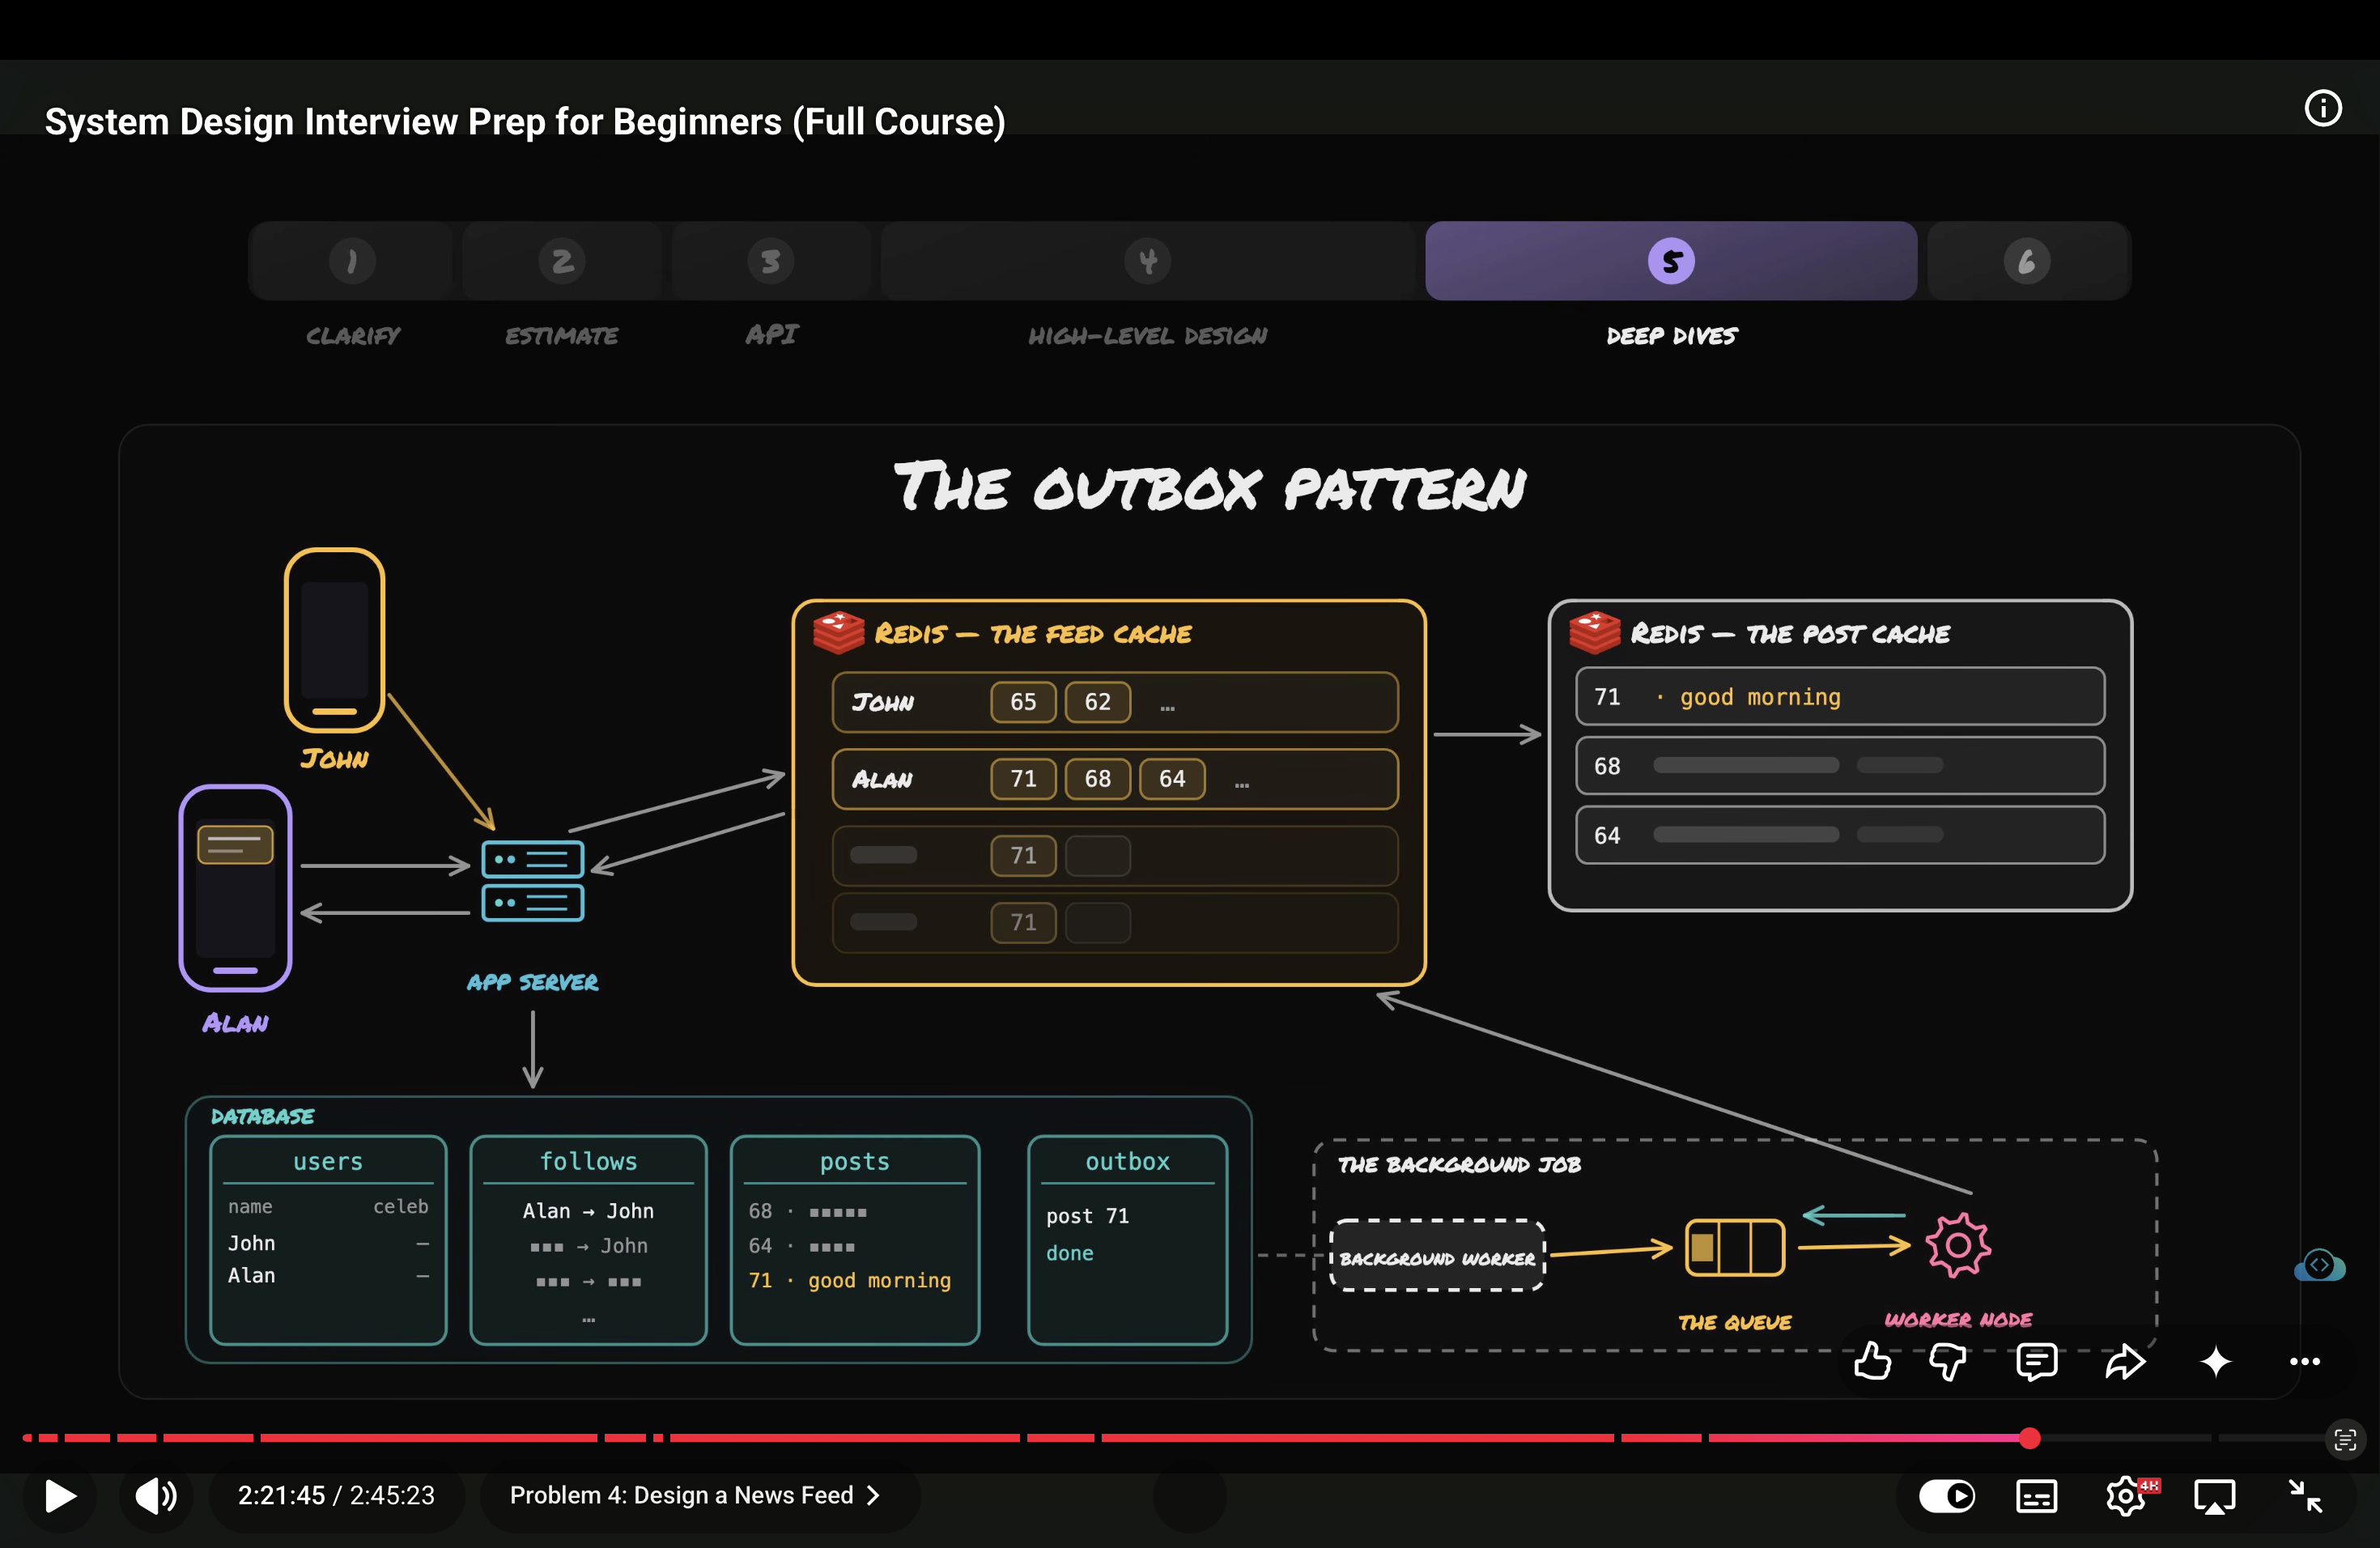 System Design Interview Prep for Beginners (Full Course)
1 2 3 4 5 6
CLARIFY ESTIMATE API HIGH-LEVEL DESIGN DEEP DIVES
THE OUTBOX PATTERN
JOHN
ALAN
APP SERVER
REDIS — THE FEED CACHE
JOHN 65 62 …
ALAN 71 68 64 …
71
71
REDIS — THE POST CACHE
71 · good morning
68
64
DATABASE
users
name celeb
John —
Alan —
follows
Alan → John
→ John
→
…
posts
68 ·
64 ·
71 · good morning
outbox
post 71
done
THE BACKGROUND JOB
BACKGROUND WORKER
THE QUEUE
WORKER NODE
2:21:45 / 2:45:23
Problem 4: Design a News Feed
4K